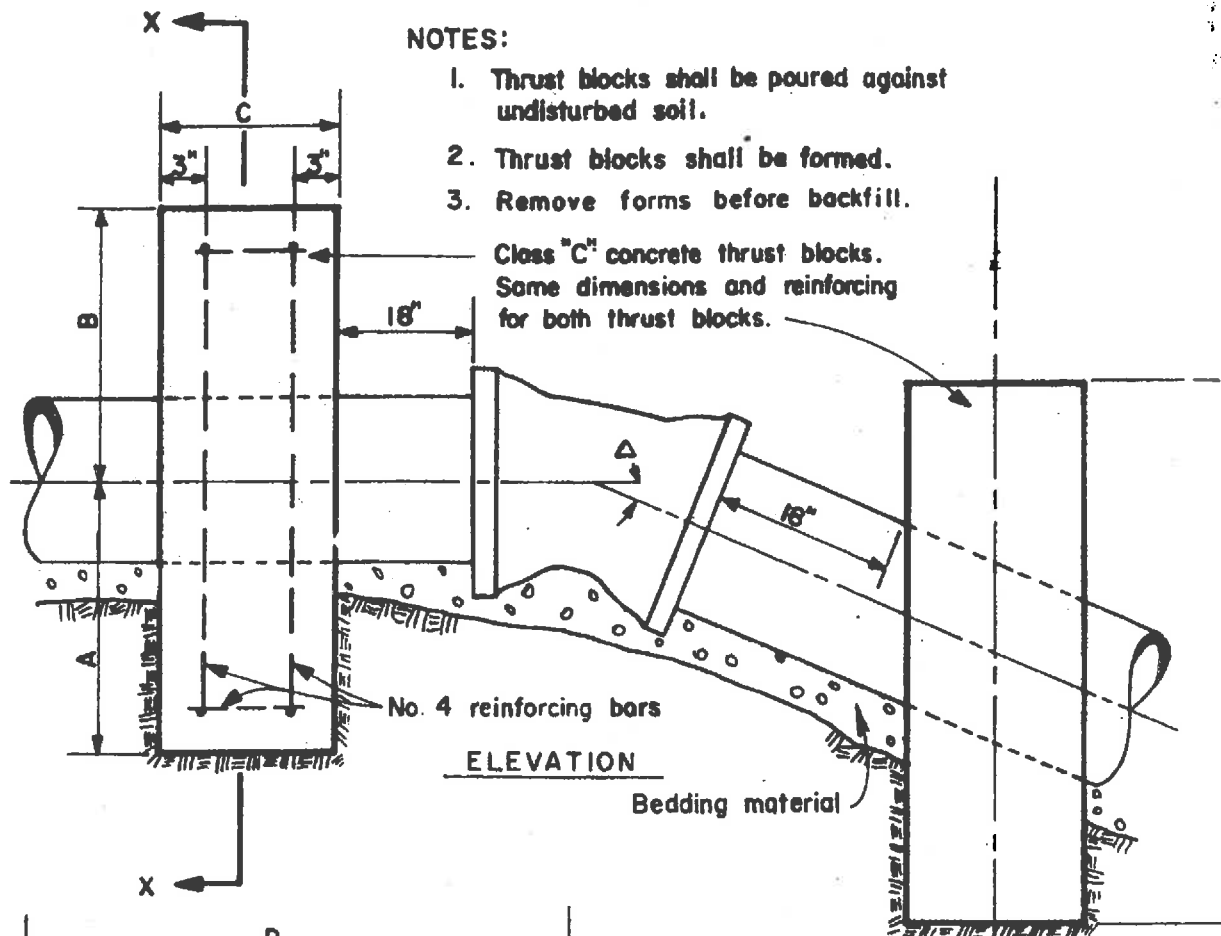 X
NOTES:
1. Thrust blocks shall be poured against
undisturbed soil.
C
3" 3"
2. Thrust blocks shall be formed.
3. Remove forms before backfill.
Class "C" concrete thrust blocks.
Same dimensions and reinforcing
for both thrust blocks.
B
18"
Δ
18"
A
No. 4 reinforcing bars
ELEVATION
Bedding material
X